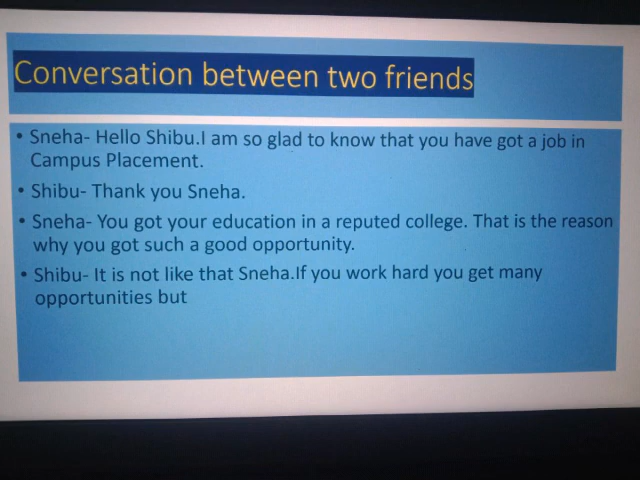 Conversation between two friends
• Sneha- Hello Shibu.I am so glad to know that you have got a job in
Campus Placement.
• Shibu- Thank you Sneha.
• Sneha- You got your education in a reputed college. That is the reason
why you got such a good opportunity.
• Shibu- It is not like that Sneha.If you work hard you get many
opportunities but